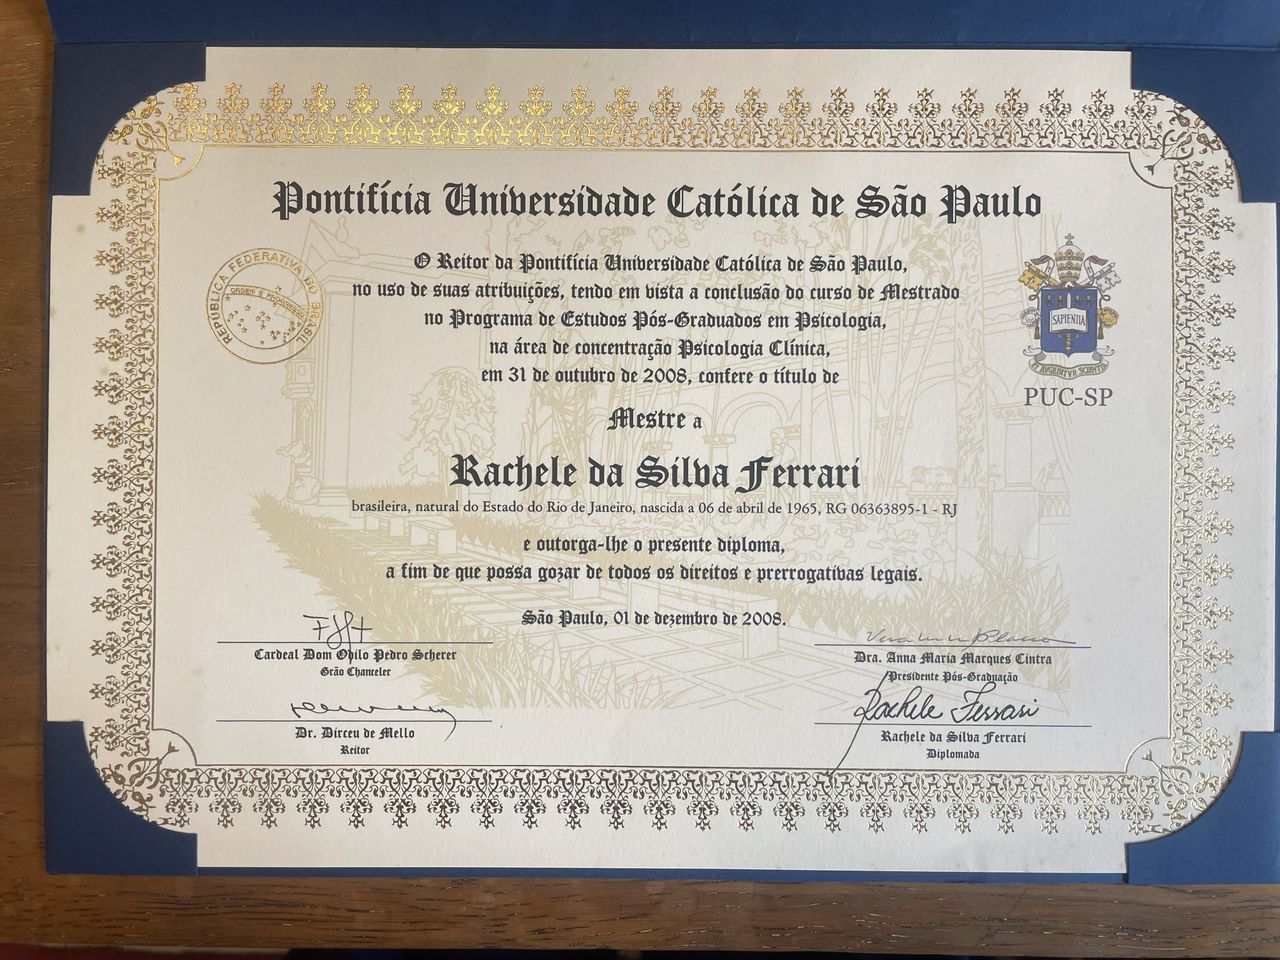 Pontifícia Universidade Católica de São Paulo
REPÚBLICA FEDERATIVA DO BRASIL
ORDEM E PROGRESSO
O Reitor da Pontifícia Universidade Católica de São Paulo,
no uso de suas atribuições, tendo em vista a conclusão do curso de Mestrado
no Programa de Estudos Pós-Graduados em Psicologia,
na área de concentração Psicologia Clínica,
em 31 de outubro de 2008, confere o título de
SAPIENTIA
ET AVGEBITVR SCIENTIA
PUC-SP
Mestre a
Rachele da Silva Ferrari
brasileira, natural do Estado do Rio de Janeiro, nascida a 06 de abril de 1965, RG 06363895-1 - RJ
e outorga-lhe o presente diploma,
a fim de que possa gozar de todos os direitos e prerrogativas legais.
São Paulo, 01 de dezembro de 2008.
Cardeal Dom Odilo Pedro Scherer
Grão Chanceler
Dra. Anna Maria Marques Cintra
Presidente Pós-Graduação
Dr. Dirceu de Mello
Reitor
Rachele Ferrari
Rachele da Silva Ferrari
Diplomada